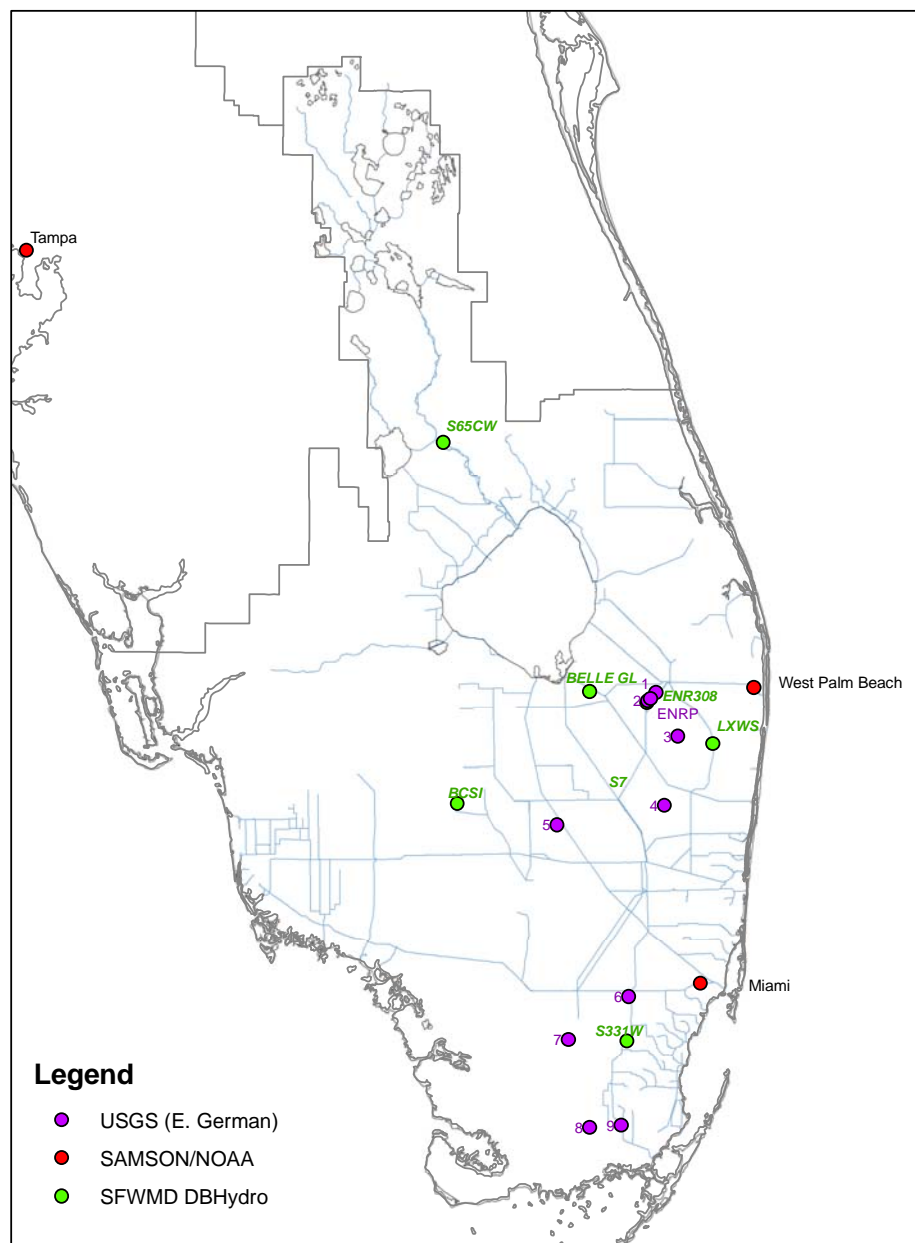 Tampa
S65CW
BELLE GL
1
ENR308
2
ENRP
West Palm Beach
3
LXWS
S7
BCSI
4
5
6
Miami
S331W
7
8
9
Legend
USGS (E. German)
SAMSON/NOAA
SFWMD DBHydro